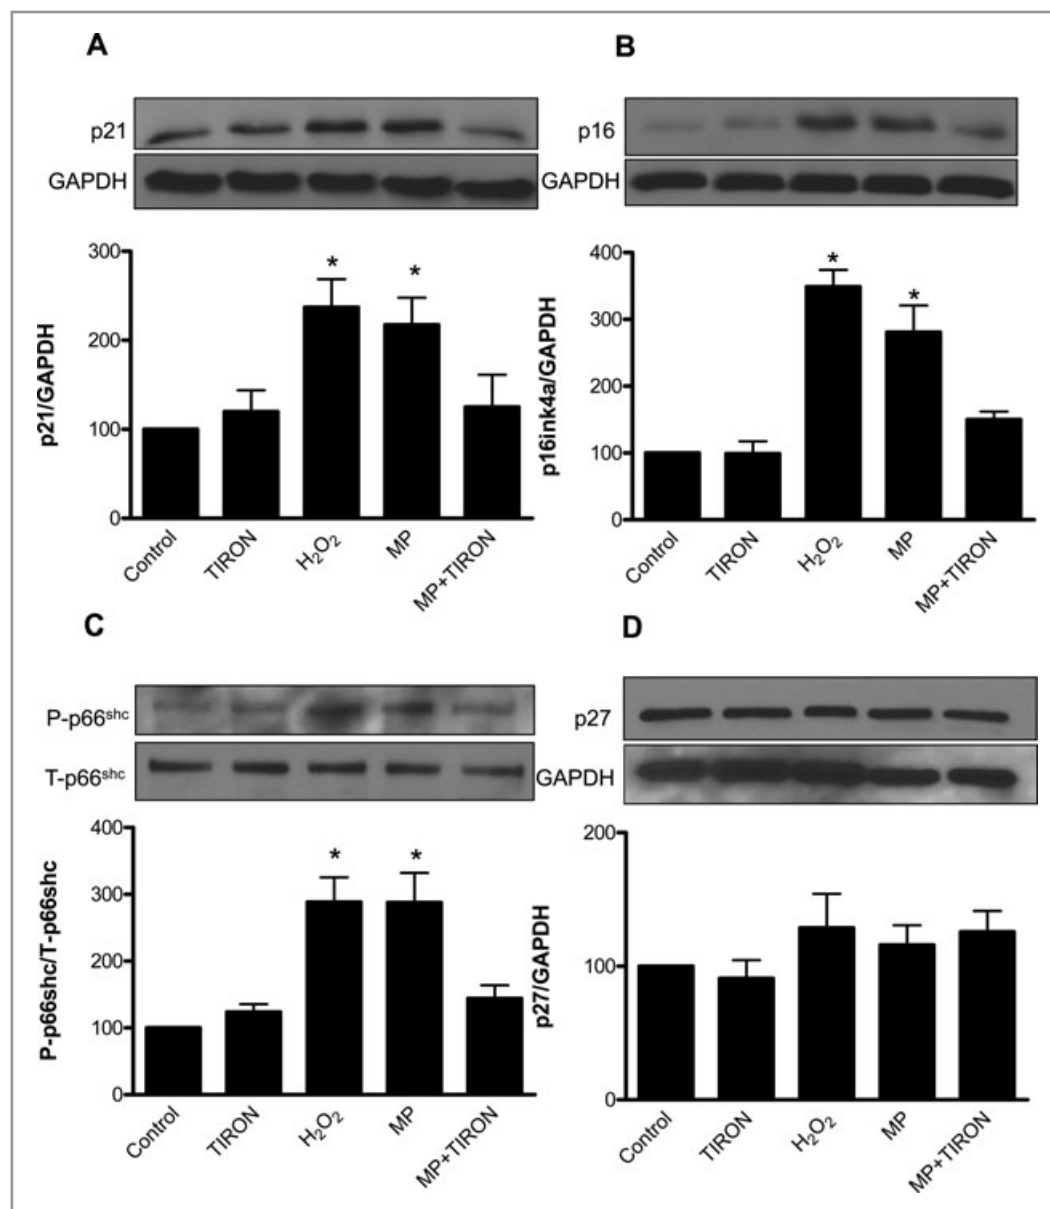 A
p21
GAPDH
p21/GAPDH
300
200
100
0
*
*
Control
TIRON
H₂O₂
MP
MP+TIRON
B
p16
GAPDH
p16ink4a/GAPDH
400
300
200
100
0
*
*
Control
TIRON
H₂O₂
MP
MP+TIRON
C
P-p66ˢʰᶜ
T-p66ˢʰᶜ
P-p66shc/T-p66shc
400
300
200
100
0
*
*
Control
TIRON
H₂O₂
MP
MP+TIRON
D
p27
GAPDH
p27/GAPDH
200
100
0
Control
TIRON
H₂O₂
MP
MP+TIRON